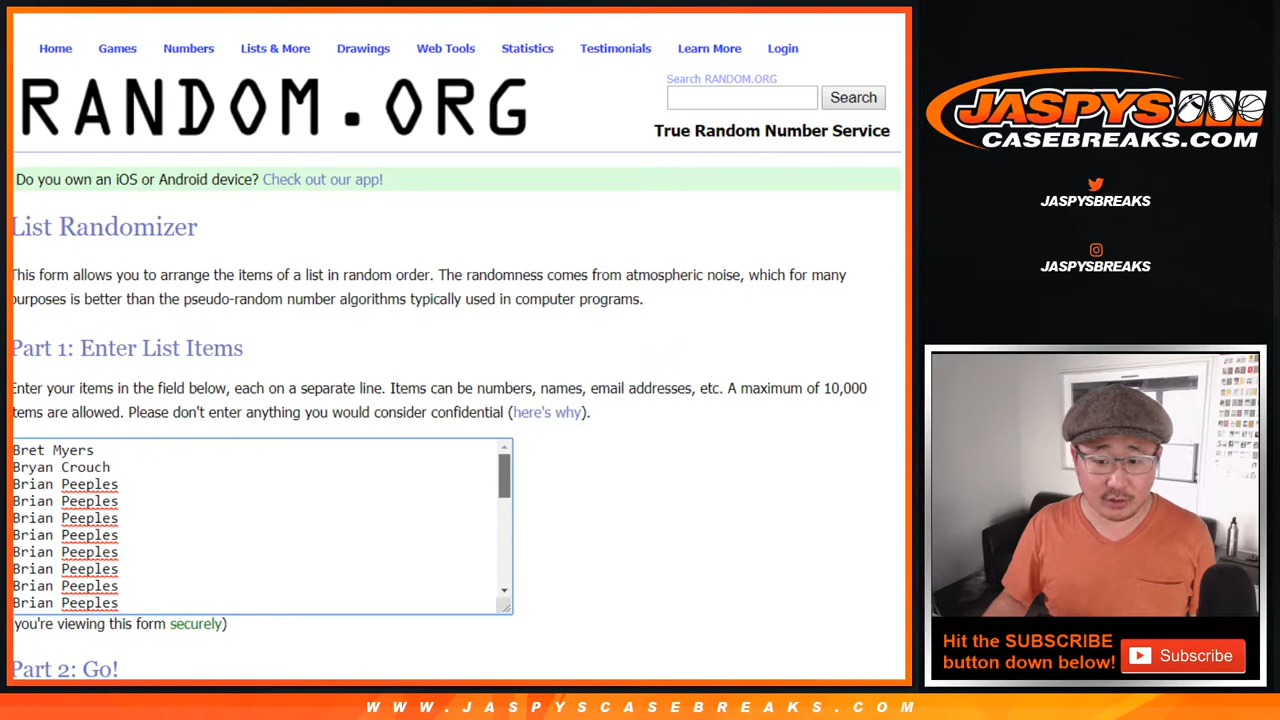 Home Games Numbers Lists & More Drawings Web Tools Statistics Testimonials Learn More Login
RANDOM.ORG
Search RANDOM.ORG
Search
True Random Number Service
Do you own an iOS or Android device? Check out our app!
List Randomizer
This form allows you to arrange the items of a list in random order. The randomness comes from atmospheric noise, which for many
purposes is better than the pseudo-random number algorithms typically used in computer programs.
Part 1: Enter List Items
Enter your items in the field below, each on a separate line. Items can be numbers, names, email addresses, etc. A maximum of 10,000
items are allowed. Please don't enter anything you would consider confidential (here's why).
Bret Myers
Bryan Crouch
Brian Peeples
Brian Peeples
Brian Peeples
Brian Peeples
Brian Peeples
Brian Peeples
Brian Peeples
Brian Peeples
you're viewing this form securely)
Part 2: Go!
JASPYS
CASEBREAKS.COM
JASPYSBREAKS
JASPYSBREAKS
Hit the SUBSCRIBE
button down below!
Subscribe
WWW.JASPYSCASEBREAKS.COM